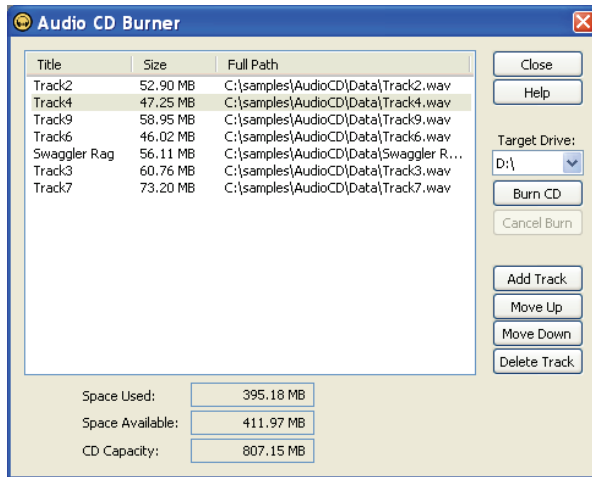 Audio CD Burner
Title Size Full Path
Track2 52.90 MB C:\samples\AudioCD\Data\Track2.wav
Track4 47.25 MB C:\samples\AudioCD\Data\Track4.wav
Track9 58.95 MB C:\samples\AudioCD\Data\Track9.wav
Track6 46.02 MB C:\samples\AudioCD\Data\Track6.wav
Swaggler Rag 56.11 MB C:\samples\AudioCD\Data\Swaggler R...
Track3 60.76 MB C:\samples\AudioCD\Data\Track3.wav
Track7 73.20 MB C:\samples\AudioCD\Data\Track7.wav
Close
Help
Target Drive:
D:\
Burn CD
Cancel Burn
Add Track
Move Up
Move Down
Delete Track
Space Used: 395.18 MB
Space Available: 411.97 MB
CD Capacity: 807.15 MB